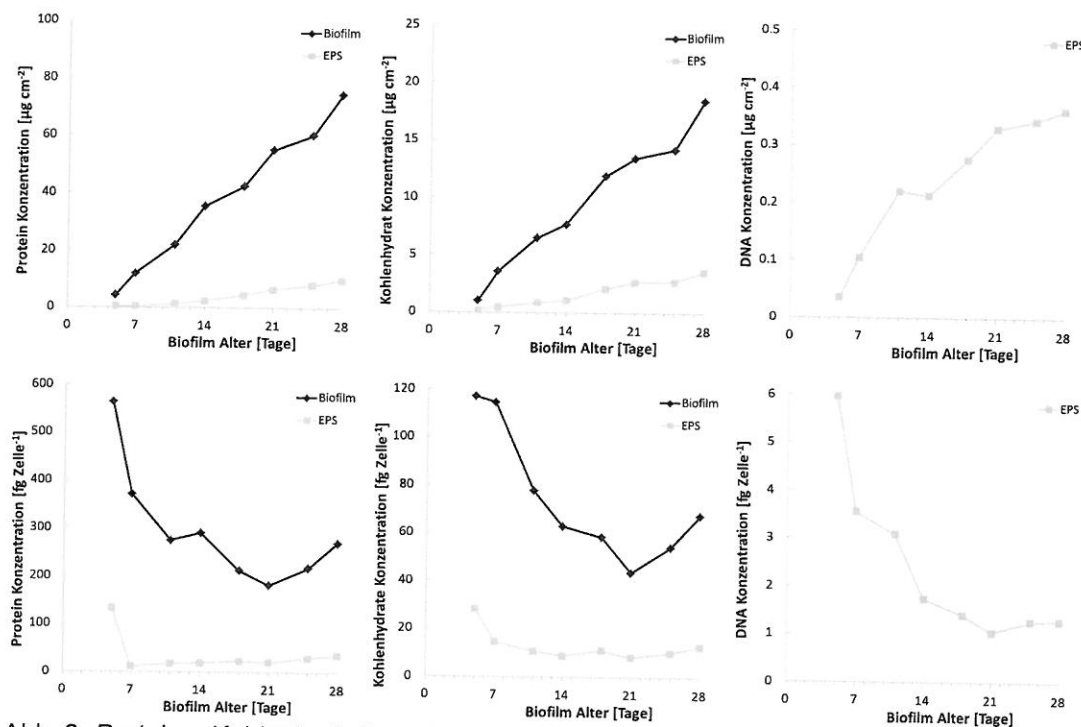 100
80
60
40
20
0
Protein Konzentration [µg cm-2]
0 7 14 21 28
Biofilm Alter [Tage]
Biofilm
EPS
25
20
15
10
5
0
Kohlenhydrat Konzentration [µg cm-2]
0 7 14 21 28
Biofilm Alter [Tage]
Biofilm
EPS
0.5
0.4
0.3
0.2
0.1
0
DNA Konzentration [µg cm-2]
0 7 14 21 28
Biofilm Alter [Tage]
EPS
600
500
400
300
200
100
0
Protein Konzentration [fg Zelle-1]
0 7 14 21 28
Biofilm Alter [Tage]
Biofilm
EPS
120
100
80
60
40
20
0
Kohlenhydrate Konzentration [fg Zelle-1]
0 7 14 21 28
Biofilm Alter [Tage]
Biofilm
EPS
6
5
4
3
2
1
0
DNA Konzentration [fg Zelle-1]
0 7 14 21 28
Biofilm Alter [Tage]
EPS